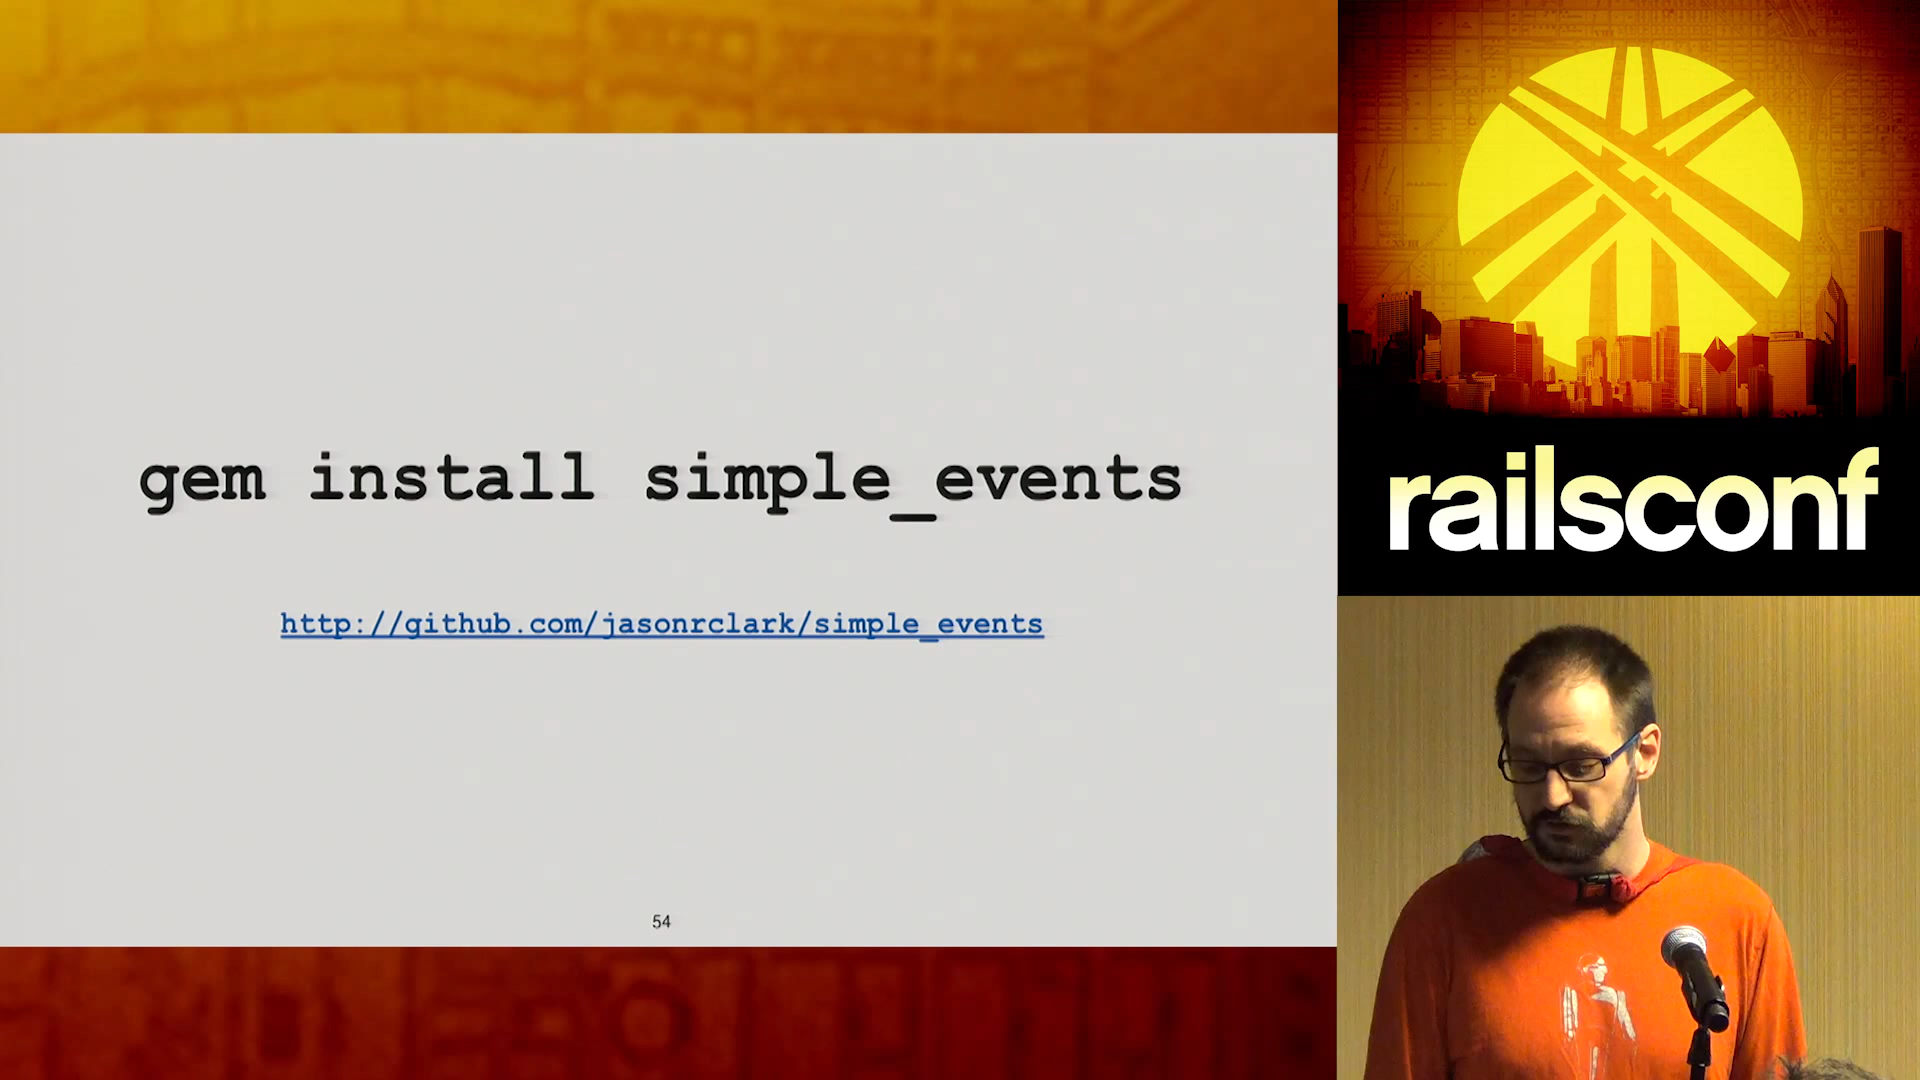 gem install simple_events
http://github.com/jasonrclark/simple_events
54
railsconf